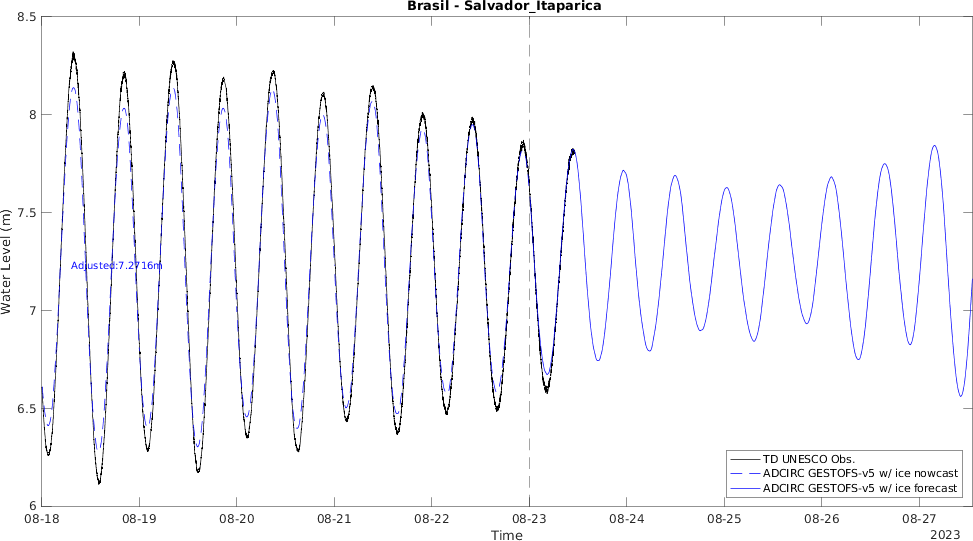 Brasil - Salvador_Itaparica
8.5
8
7.5
7
6.5
6
Water Level (m)
Adjusted:7.2716m
TD UNESCO Obs.
ADCIRC GESTOFS-v5 w/ ice nowcast
ADCIRC GESTOFS-v5 w/ ice forecast
08-18 08-19 08-20 08-21 08-22 08-23 08-24 08-25 08-26 08-27
Time
2023